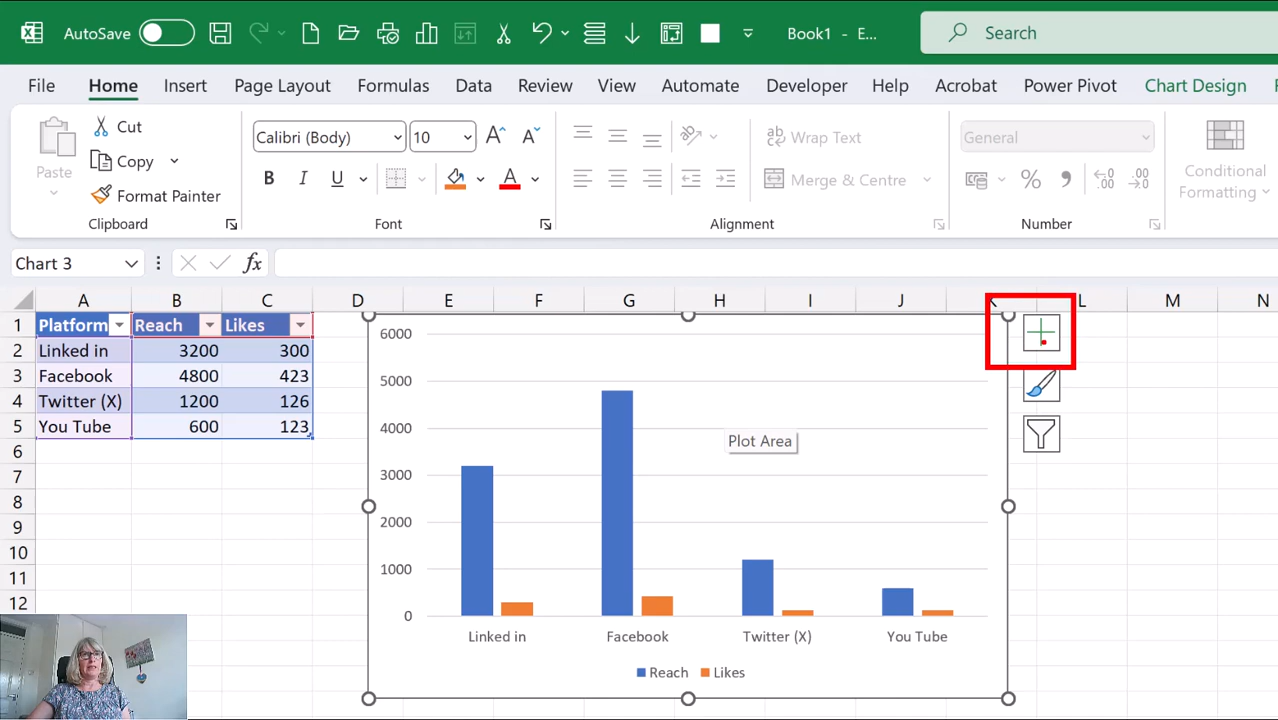 AutoSave Book1 - E... Search
File Home Insert Page Layout Formulas Data Review View Automate Developer Help Acrobat Power Pivot Chart Design
Paste
Cut
Copy
Format Painter
Clipboard
Calibri (Body) 10
B I U A
Font
ab Wrap Text
Merge & Centre
Alignment
General
% 9 .00
Number
Conditional
Formatting
Chart 3 fx
A B C D E F G H I J K L M N
1 Platform Reach Likes
2 Linked in 3200 300
3 Facebook 4800 423
4 Twitter (X) 1200 126
5 You Tube 600 123
6
7
8
9
10
11
12
6000
5000
4000
3000
2000
1000
0
Plot Area
Linked in Facebook Twitter (X) You Tube
Reach Likes